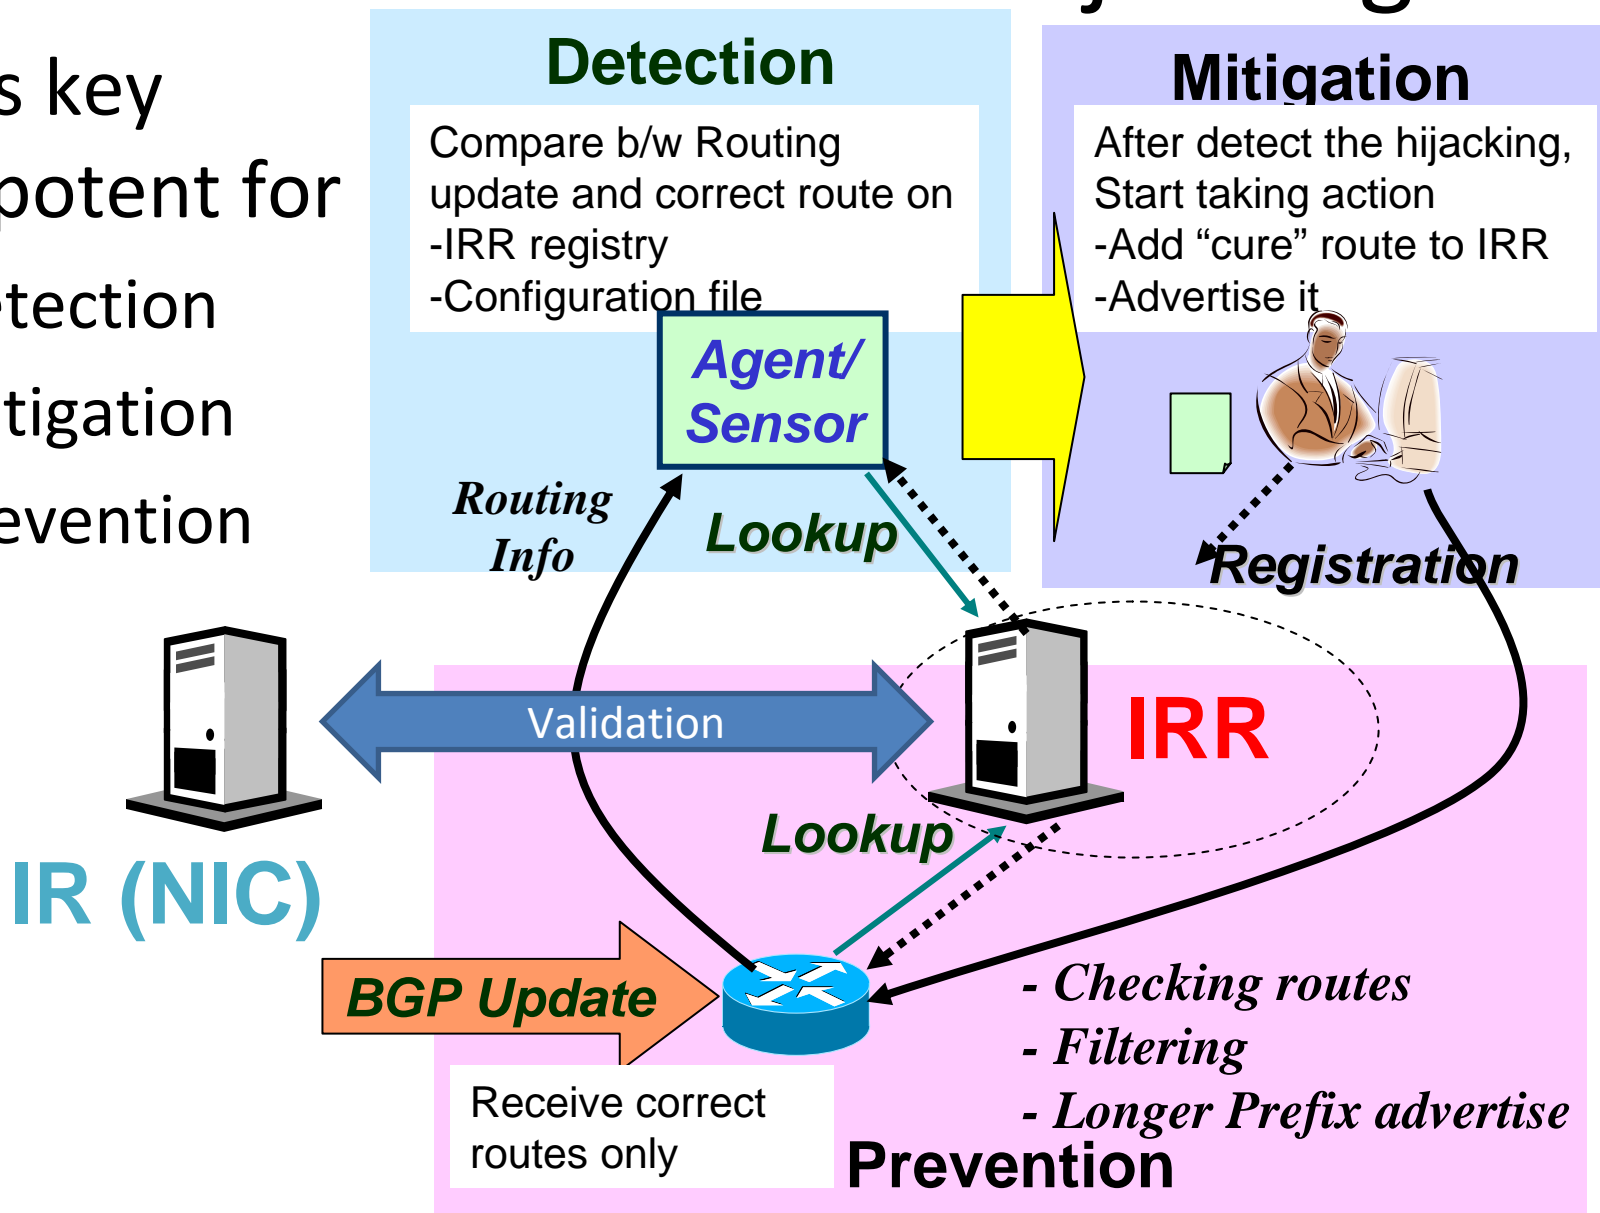 s key
potent for
tection
tigation
evention
Detection
Compare b/w Routing
update and correct route on
-IRR registry
-Configuration file
Agent/
Sensor
Mitigation
After detect the hijacking,
Start taking action
-Add “cure” route to IRR
-Advertise it
Routing
Info
Lookup
Registration
Validation
IRR
IR (NIC)
Lookup
BGP Update
Receive correct
routes only
- Checking routes
- Filtering
- Longer Prefix advertise
Prevention